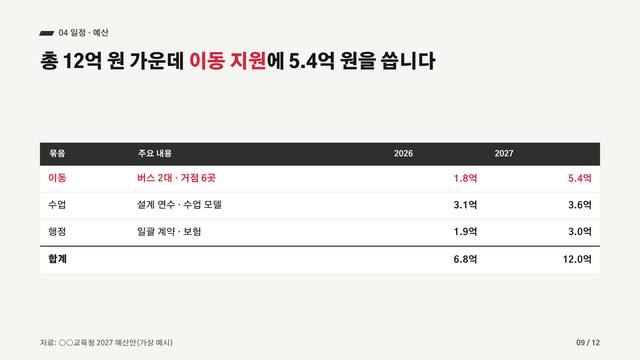 04 일정 · 예산
총 12억 원 가운데 이동 지원에 5.4억 원을 씁니다
묶음 주요 내용 2026 2027
이동 버스 2대 · 거점 6곳 1.8억 5.4억
수업 설계 연수 · 수업 모델 3.1억 3.6억
행정 일괄 계약 · 보험 1.9억 3.0억
합계 6.8억 12.0억
자료: ○○교육청 2027 예산안(가상 예시) 09 / 12